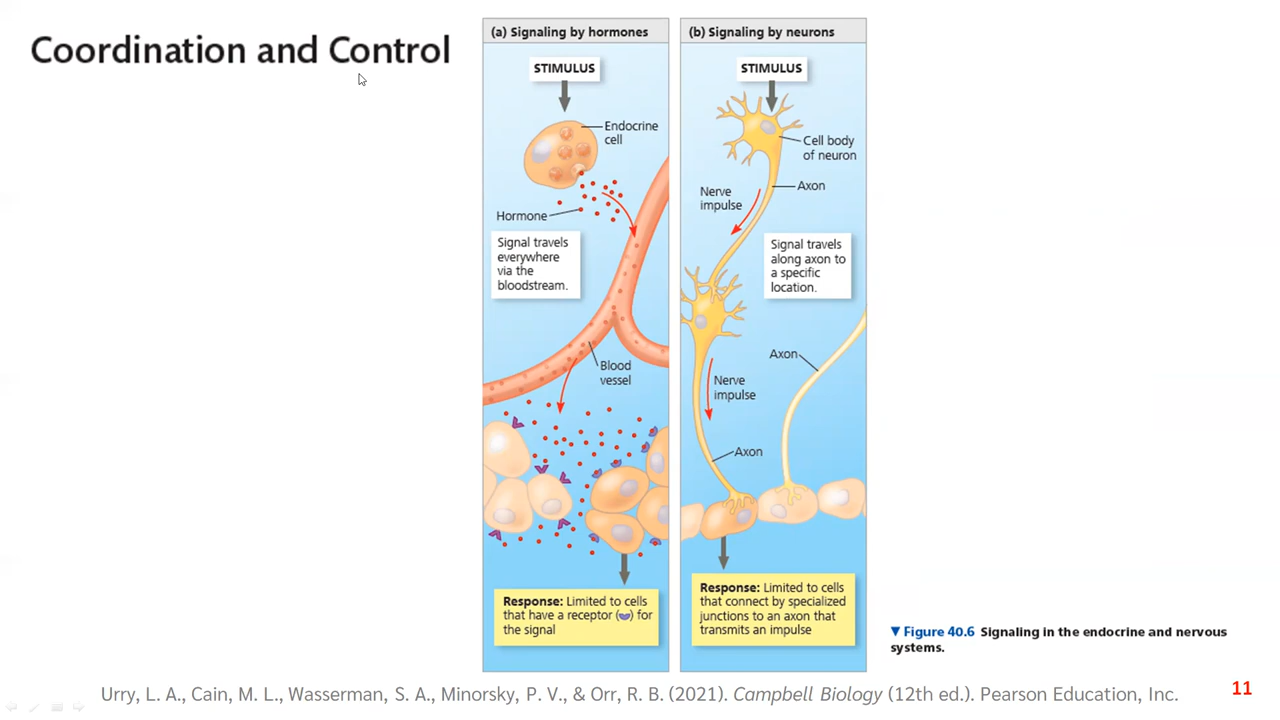 Coordination and Control
(a) Signaling by hormones
STIMULUS
Endocrine
cell
Hormone
Signal travels
everywhere
via the
bloodstream.
Blood
vessel
Response: Limited to cells
that have a receptor ( ) for
the signal
(b) Signaling by neurons
STIMULUS
Cell body
of neuron
Axon
Nerve
impulse
Signal travels
along axon to
a specific
location.
Axon
Nerve
impulse
Axon
Response: Limited to cells
that connect by specialized
junctions to an axon that
transmits an impulse
▼ Figure 40.6 Signaling in the endocrine and nervous
systems.
Urry, L. A., Cain, M. L., Wasserman, S. A., Minorsky, P. V., & Orr, R. B. (2021). Campbell Biology (12th ed.). Pearson Education, Inc.
11